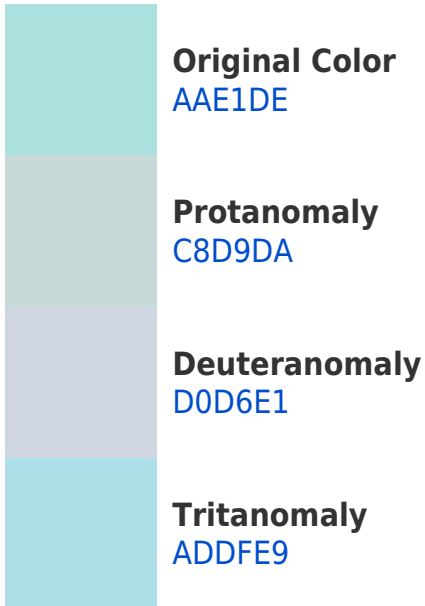 Original Color
AAE1DE
Protanomaly
C8D9DA
Deuteranomaly
D0D6E1
Tritanomaly
ADDFE9